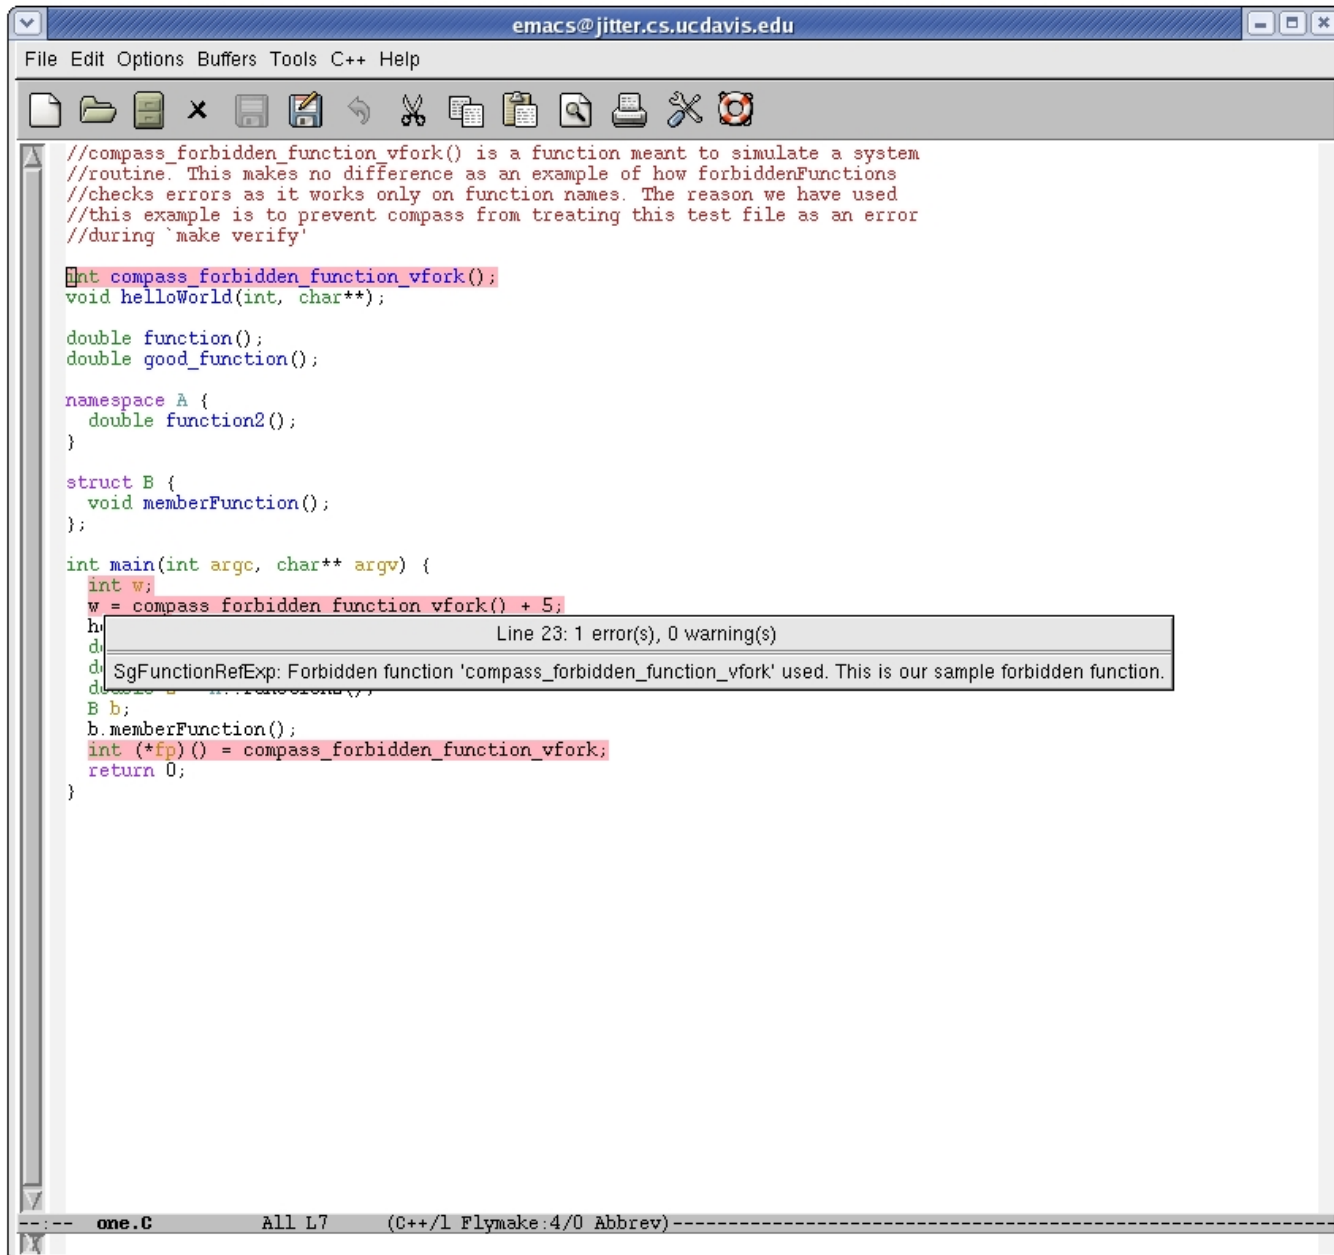 emacs@jitter.cs.ucdavis.edu
File Edit Options Buffers Tools C++ Help
//compass_forbidden_function_vfork() is a function meant to simulate a system
//routine. This makes no difference as an example of how forbiddenFunctions
//checks errors as it works only on function names. The reason we have used
//this example is to prevent compass from treating this test file as an error
//during `make verify'
int compass_forbidden_function_vfork();
void helloWorld(int, char**);
double function();
double good_function();
namespace A {
  double function2();
}
struct B {
  void memberFunction();
};
int main(int argc, char** argv) {
  int w;
  w = compass_forbidden_function_vfork() + 5;
Line 23: 1 error(s), 0 warning(s)
SgFunctionRefExp: Forbidden function 'compass_forbidden_function_vfork' used. This is our sample forbidden function.
  B b;
  b.memberFunction();
  int (*fp)() = compass_forbidden_function_vfork;
  return 0;
}
--:-- one.C All L7 (C++/l Flymake:4/0 Abbrev)--------------------------------------------------------